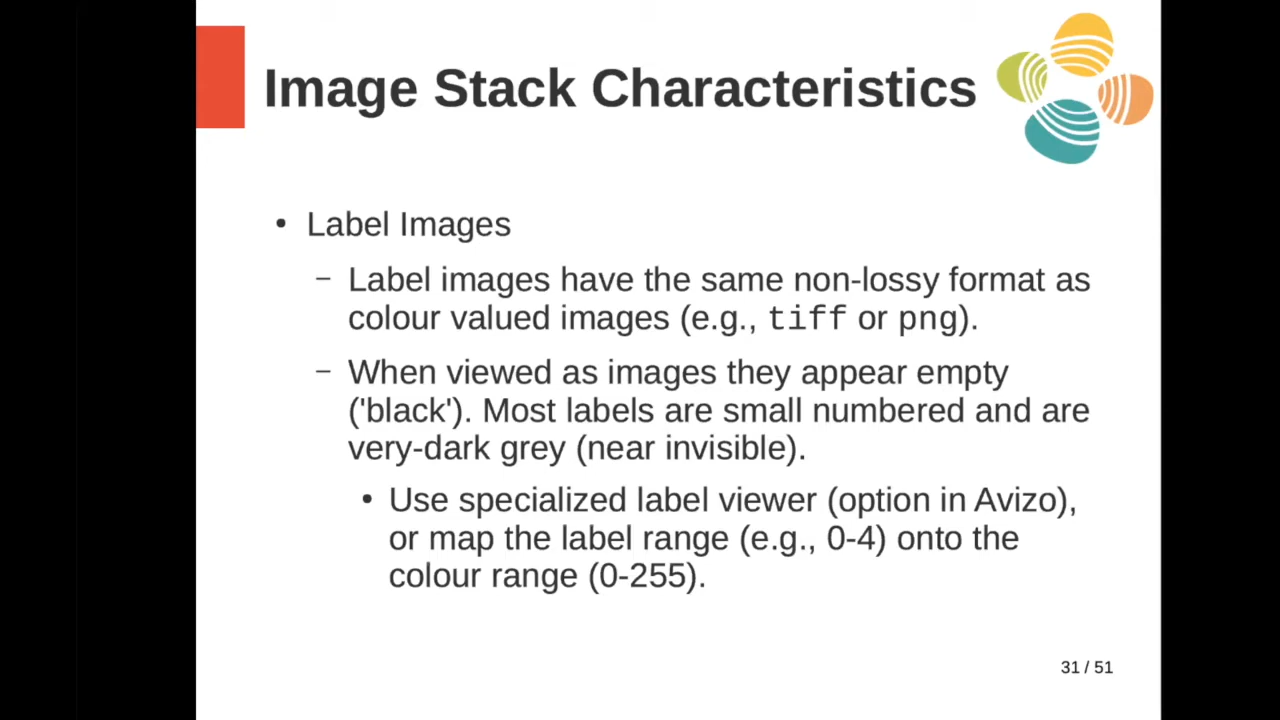 Image Stack Characteristics
• Label Images
– Label images have the same non-lossy format as
colour valued images (e.g., tiff or png).
– When viewed as images they appear empty
('black'). Most labels are small numbered and are
very-dark grey (near invisible).
• Use specialized label viewer (option in Avizo),
or map the label range (e.g., 0-4) onto the
colour range (0-255).
31 / 51